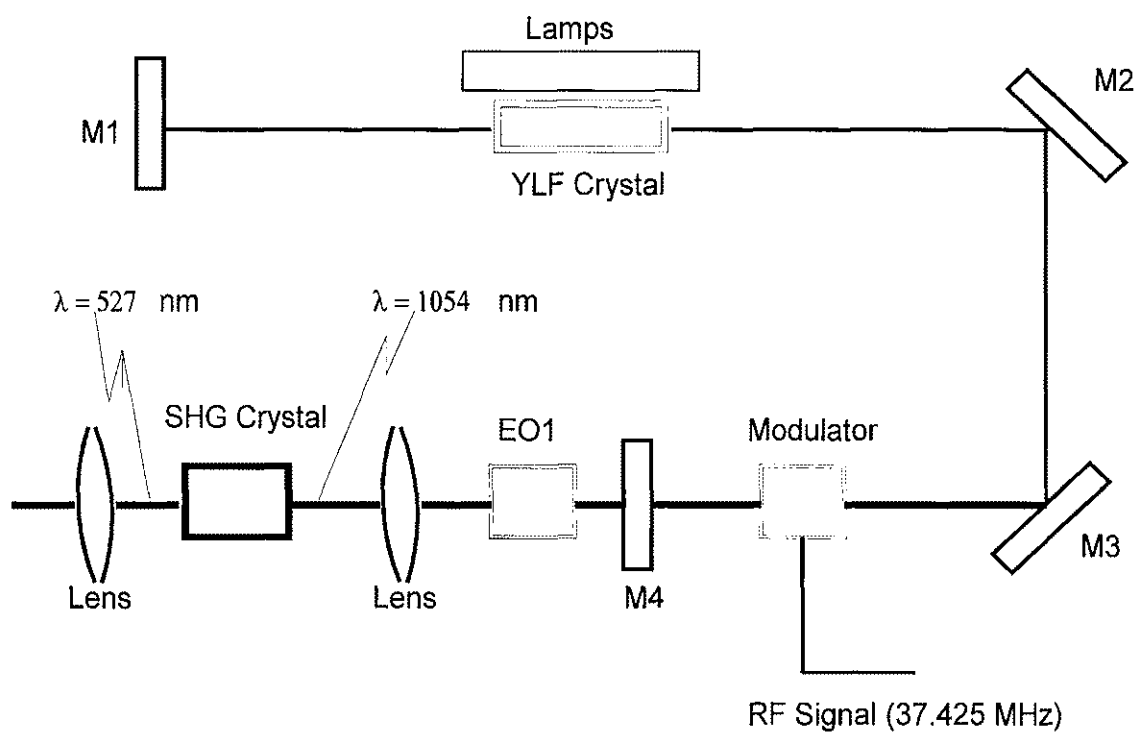 Lamps
M2
M1
YLF Crystal
λ = 527 nm
λ = 1054 nm
SHG Crystal
EO1
Modulator
M3
Lens
Lens
M4
RF Signal (37.425 MHz)